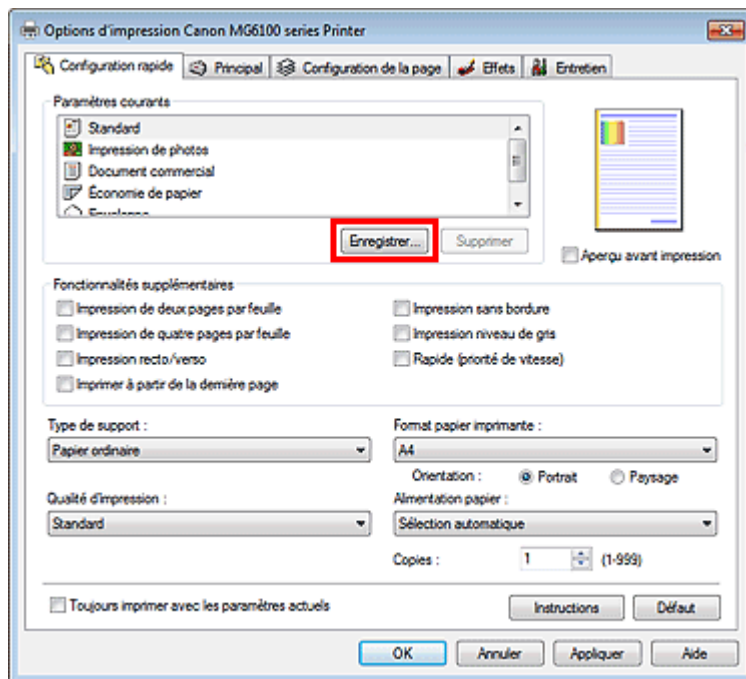 Options d'impression Canon MG6100 series Printer
Configuration rapide
Principal
Configuration de la page
Effets
Entretien
Paramètres courants
Standard
Impression de photos
Document commercial
Économie de papier
Enregistrer...
Supprimer
Aperçu avant impression
Fonctionnalités supplémentaires
Impression de deux pages par feuille
Impression de quatre pages par feuille
Impression recto/verso
Imprimer à partir de la dernière page
Impression sans bordure
Impression niveau de gris
Rapide (priorité de vitesse)
Type de support :
Papier ordinaire
Format papier imprimante :
A4
Orientation :
Portrait
Paysage
Qualité d'impression :
Standard
Alimentation papier :
Sélection automatique
Copies :
1
(1-999)
Toujours imprimer avec les paramètres actuels
Instructions
Défaut
OK
Annuler
Appliquer
Aide